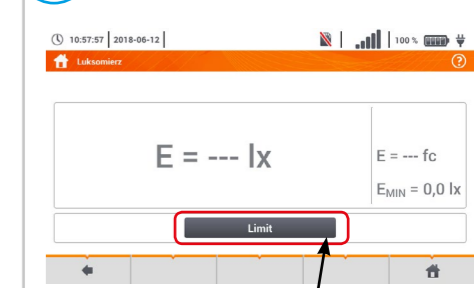 10:57:57 2018-06-12 100 %
Luksomierz ?
E = --- lx
E = --- fc
EMIN = 0,0 lx
Limit